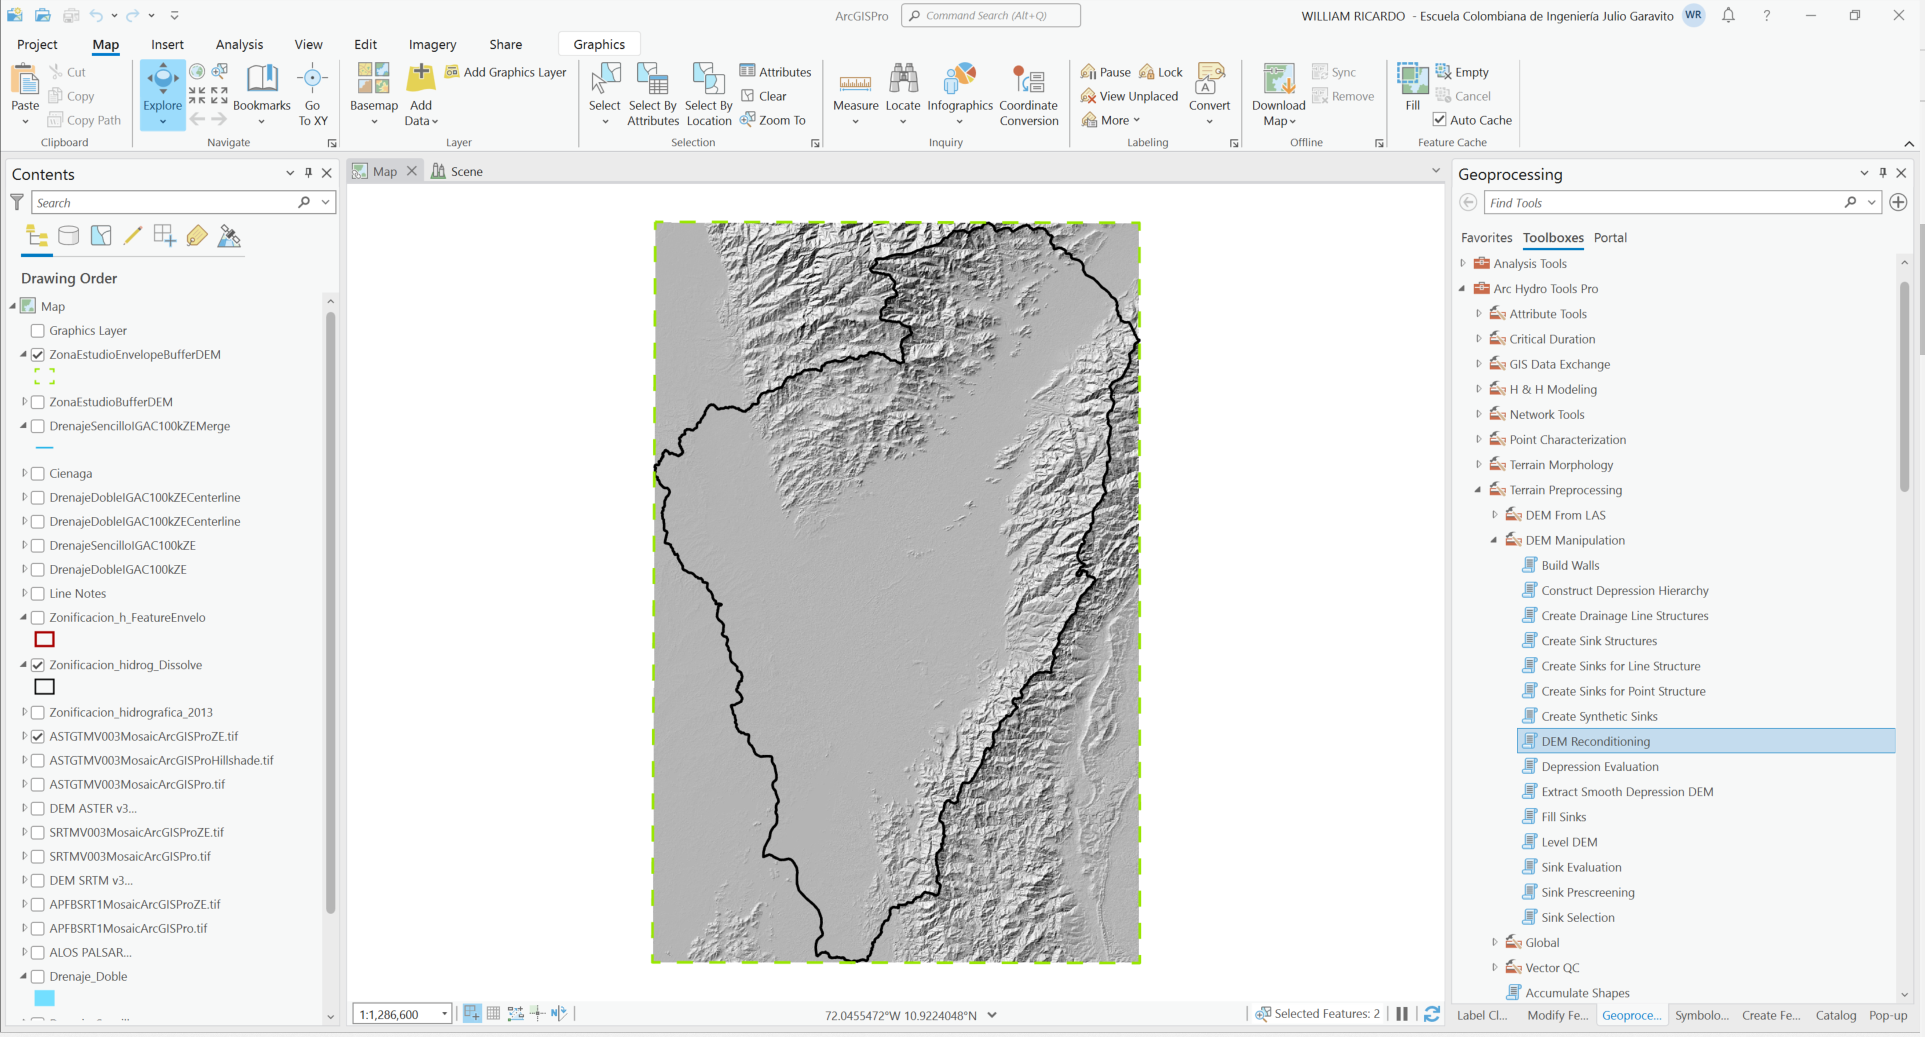 ArcGISPro
Command Search (Alt+Q)
WILLIAM RICARDO - Escuela Colombiana de Ingeniería Julio Garavito
WR
?
Project
Map
Insert
Analysis
View
Edit
Imagery
Share
Graphics
Paste
Cut
Copy
Copy Path
Clipboard
Explore
Bookmarks
Go
To XY
Navigate
Basemap
Add
Data
Add Graphics Layer
Layer
Select
Select By
Attributes
Select By
Location
Attributes
Clear
Zoom To
Selection
Measure
Locate
Infographics
Coordinate
Conversion
Inquiry
Pause
Lock
View Unplaced
More
Convert
Labeling
Download
Map
Sync
Remove
Offline
Fill
Empty
Cancel
Auto Cache
Feature Cache
Contents
Search
Drawing Order
Map
Graphics Layer
ZonaEstudioEnvelopeBufferDEM
ZonaEstudioBufferDEM
DrenajeSencilloIGAC100kZEMerge
Cienaga
DrenajeDobleIGAC100kZECenterline
DrenajeDobleIGAC100kZECenterline
DrenajeSencilloIGAC100kZE
DrenajeDobleIGAC100kZE
Line Notes
Zonificacion_h_FeatureEnvelo
Zonificacion_hidrog_Dissolve
Zonificacion_hidrografica_2013
ASTGTMV003MosaicArcGISProZE.tif
ASTGTMV003MosaicArcGISProHillshade.tif
ASTGTMV003MosaicArcGISPro.tif
DEM ASTER v3...
SRTMV003MosaicArcGISProZE.tif
SRTMV003MosaicArcGISPro.tif
DEM SRTM v3...
APFBSRT1MosaicArcGISProZE.tif
APFBSRT1MosaicArcGISPro.tif
ALOS PALSAR...
Drenaje_Doble
Map
Scene
1:1,286,600
N
72.0455472°W 10.9224048°N
Selected Features: 2
Geoprocessing
Find Tools
Favorites
Toolboxes
Portal
Analysis Tools
Arc Hydro Tools Pro
Attribute Tools
Critical Duration
GIS Data Exchange
H & H Modeling
Network Tools
Point Characterization
Terrain Morphology
Terrain Preprocessing
DEM From LAS
DEM Manipulation
Build Walls
Construct Depression Hierarchy
Create Drainage Line Structures
Create Sink Structures
Create Sinks for Line Structure
Create Sinks for Point Structure
Create Synthetic Sinks
DEM Reconditioning
Depression Evaluation
Extract Smooth Depression DEM
Fill Sinks
Level DEM
Sink Evaluation
Sink Prescreening
Sink Selection
Global
Vector QC
Accumulate Shapes
Label Cl...
Modify Fe...
Geoproce...
Symbolo...
Create Fe...
Catalog
Pop-up